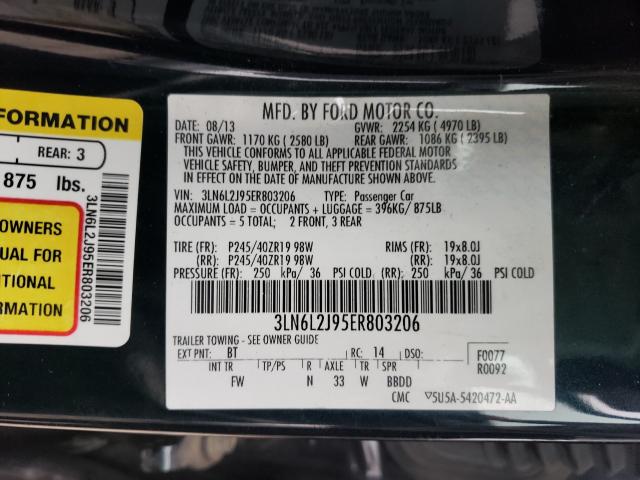 FORMATION
REAR: 3
875 lbs.
OWNERS
UAL FOR
ITIONAL
RMATION
3LN6L2J95ER803206
MFD. BY FORD MOTOR CO.
DATE: 08/13 GVWR: 2254 KG ( 4970 LB)
FRONT GAWR: 1170 KG ( 2580 LB) REAR GAWR: 1086 KG ( 2395 LB)
THIS VEHICLE CONFORMS TO ALL APPLICABLE FEDERAL MOTOR
VEHICLE SAFETY, BUMPER, AND THEFT PREVENTION STANDARDS
IN EFFECT ON THE DATE OF MANUFACTURE SHOWN ABOVE.
VIN: 3LN6L2J95ER803206 TYPE: Passenger Car
MAXIMUM LOAD = OCCUPANTS + LUGGAGE = 396KG/ 875LB
OCCUPANTS = 5 TOTAL; 2 FRONT, 3 REAR
TIRE (FR): P245/40ZR19 98W RIMS (FR): 19x8.0J
(RR): P245/40ZR19 98W (RR): 19x8.0J
PRESSURE (FR): 250 kPa/ 36 PSI COLD (RR): 250 kPa/ 36 PSI COLD
3LN6L2J95ER803206
TRAILER TOWING - SEE OWNER GUIDE
EXT PNT: BT RC: 14 DSO: F0077
INT TR TP/PS R AXLE TR SPR R0092
FW N 33 W BBDD
CMC 5U5A-5420472-AA